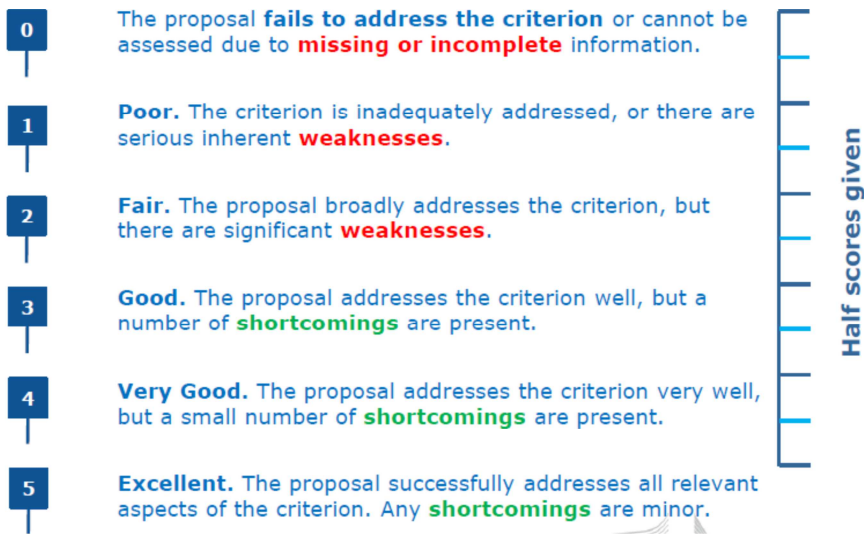 0
The proposal fails to address the criterion or cannot be
assessed due to missing or incomplete information.
1
Poor. The criterion is inadequately addressed, or there are
serious inherent weaknesses.
2
Fair. The proposal broadly addresses the criterion, but
there are significant weaknesses.
3
Good. The proposal addresses the criterion well, but a
number of shortcomings are present.
4
Very Good. The proposal addresses the criterion very well,
but a small number of shortcomings are present.
5
Excellent. The proposal successfully addresses all relevant
aspects of the criterion. Any shortcomings are minor.
Half scores given